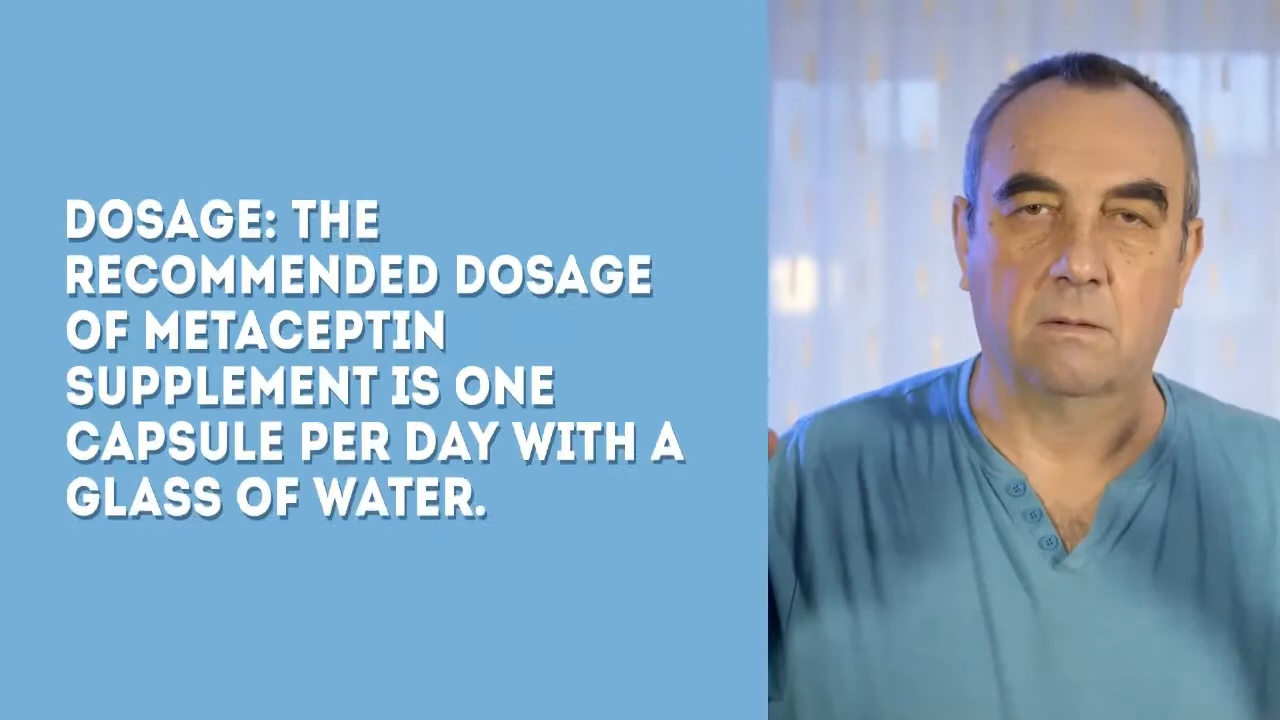 DOSAGE: THE
RECOMMENDED DOSAGE
OF METACEPTIN
SUPPLEMENT IS ONE
CAPSULE PER DAY WITH A
GLASS OF WATER.